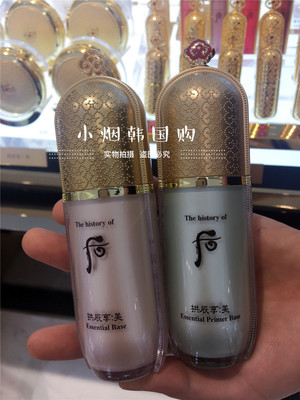 小烟韩国购
实物拍摄 盗图必究
The history of
后
拱辰享:美
Essential Base
The history of
后
拱辰享:美
Essential Primer Base